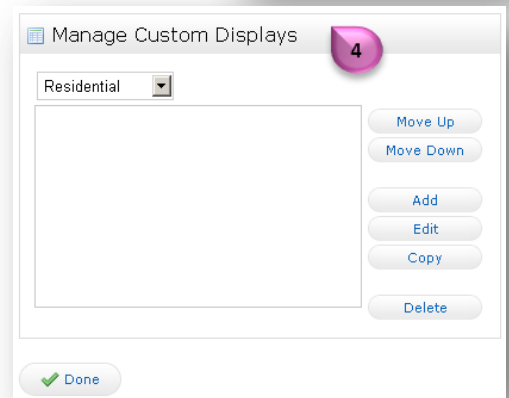 Manage Custom Displays
4
Residential
Move Up
Move Down
Add
Edit
Copy
Delete
Done